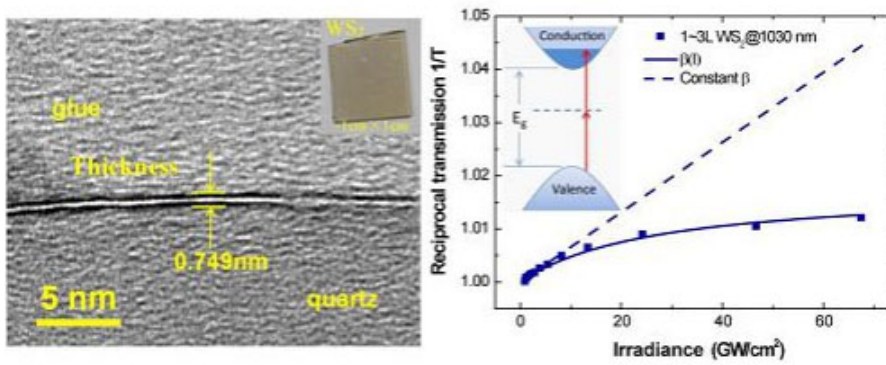 WS2
1cm × 1cm
glue
Thickness
0.749nm
5 nm
quartz
Reciprocal transmission 1/T
1.05
1.04
1.03
1.02
1.01
1.00
Conduction
Eg
Valence
1~3L WS2@1030 nm
β(I)
Constant β
0
20
40
60
Irradiance (GW/cm²)